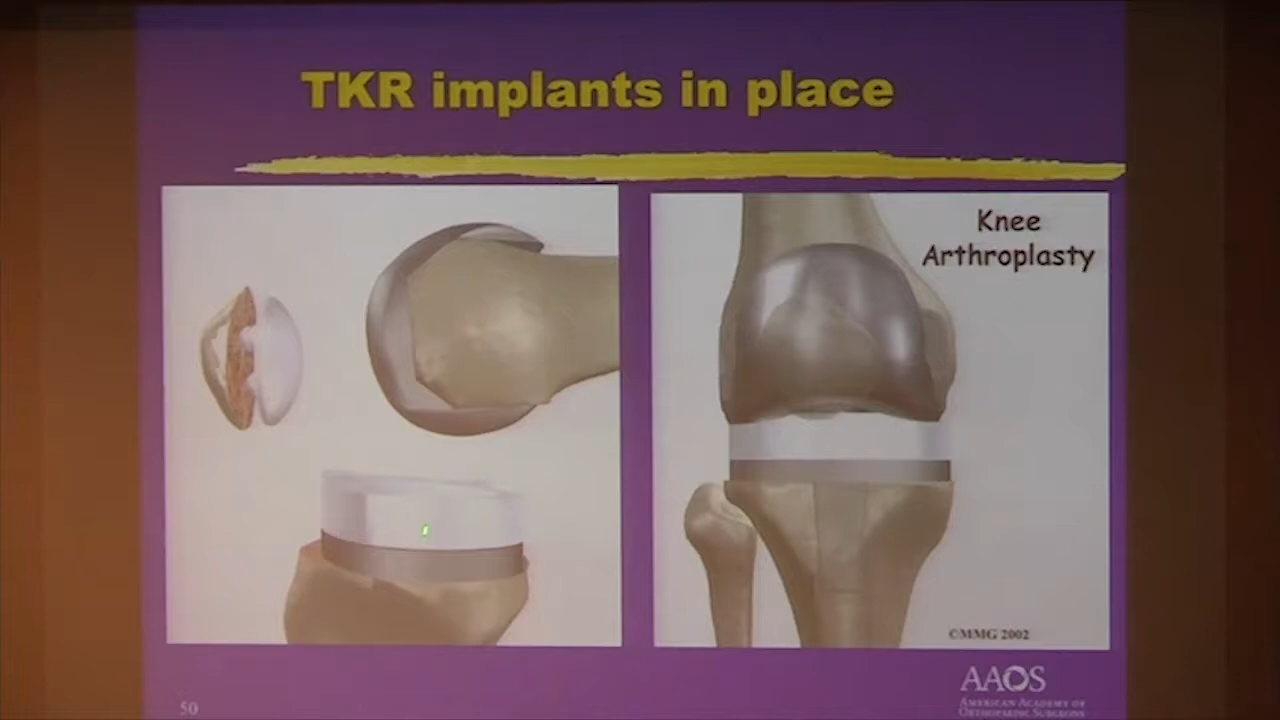 TKR implants in place
Knee
Arthroplasty
©MMG 2002
50
AAOS
American Academy of
Orthopaedic Surgeons